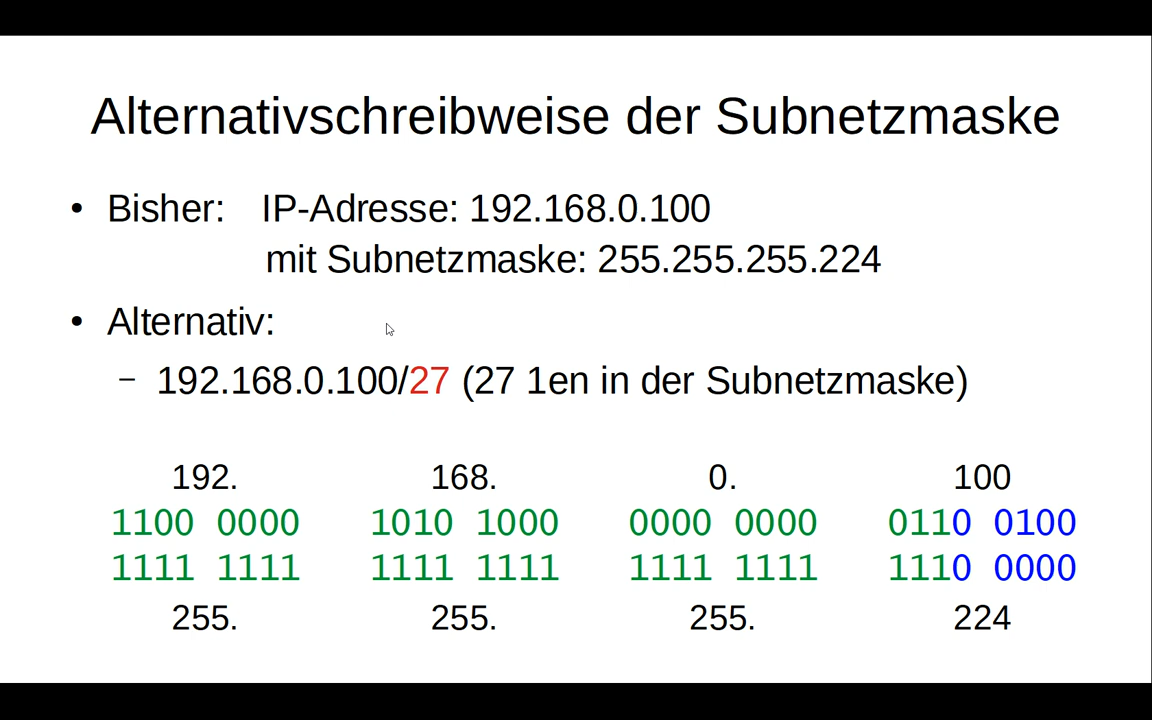 Alternativschreibweise der Subnetzmaske
• Bisher: IP-Adresse: 192.168.0.100
mit Subnetzmaske: 255.255.255.224
• Alternativ:
– 192.168.0.100/27 (27 1en in der Subnetzmaske)
192. 168. 0. 100
1100 0000 1010 1000 0000 0000 0110 0100
1111 1111 1111 1111 1111 1111 1110 0000
255. 255. 255. 224